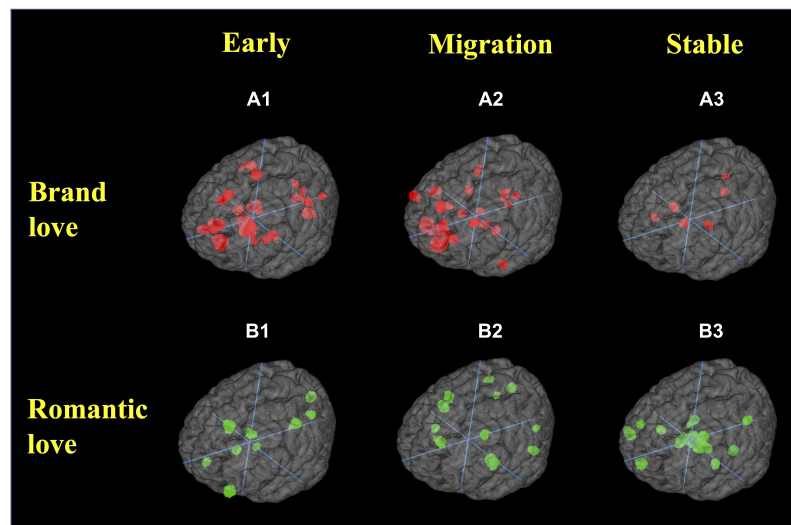 Early Migration Stable
A1 A2 A3
Brand
love
B1 B2 B3
Romantic
love